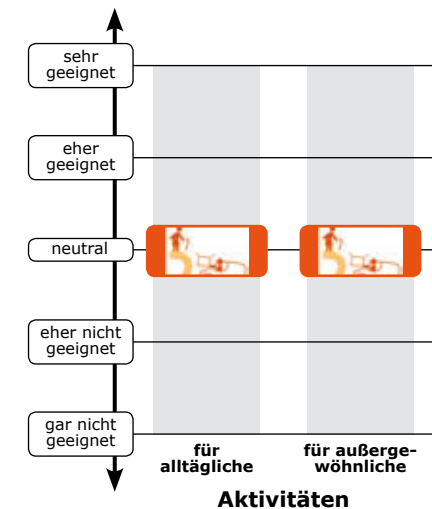 sehr
geeignet
eher
geeignet
neutral
eher nicht
geeignet
gar nicht
geeignet
für
alltägliche
für außerge-
wöhnliche
Aktivitäten